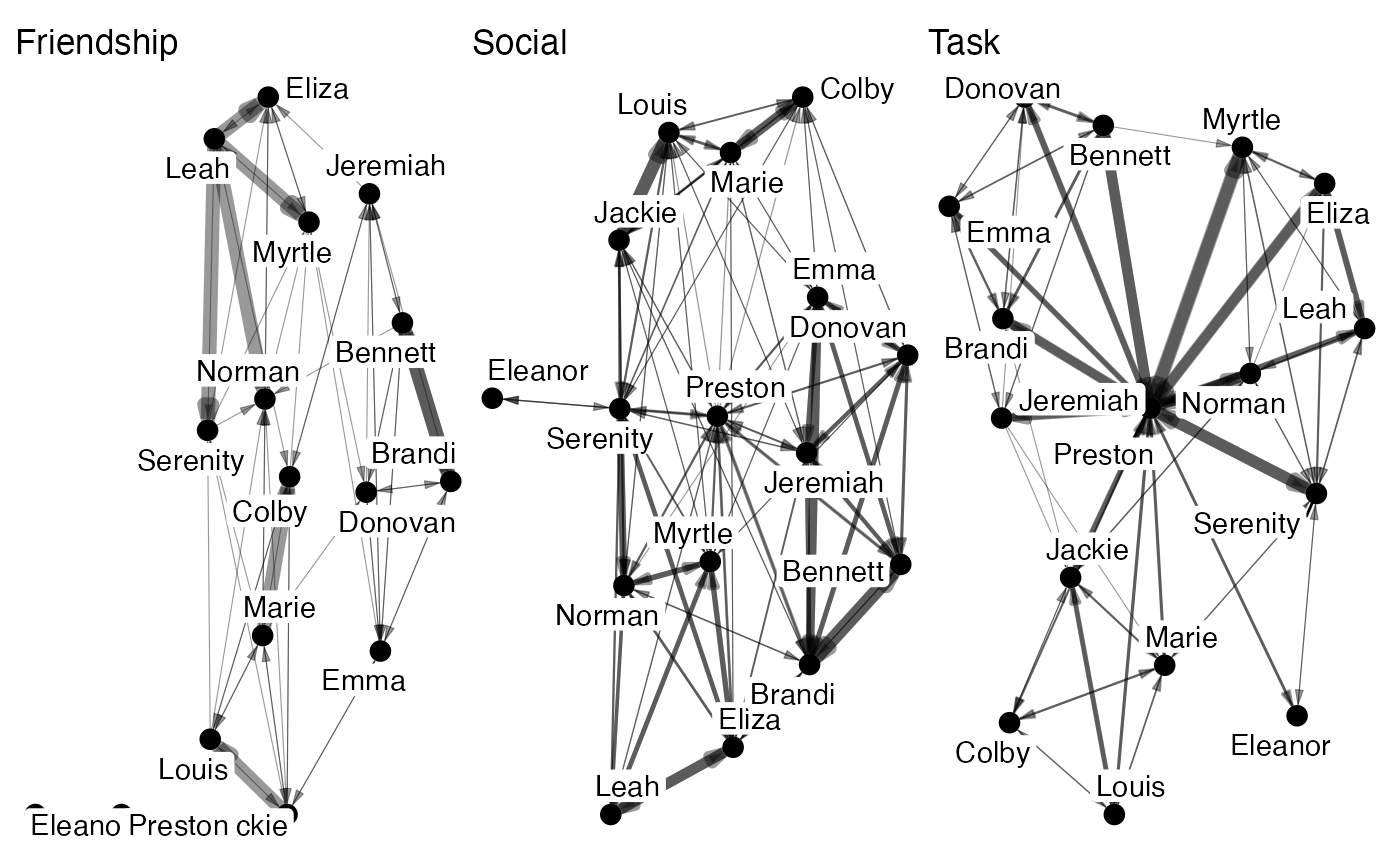 Friendship
Eliza
Leah
Jeremiah
Myrtle
Norman
Bennett
Serenity
Brandi
Colby
Donovan
Marie
Emma
Louis
Eleano Preston ckie
Social
Colby
Louis
Marie
Jackie
Emma
Donovan
Eleanor
Preston
Serenity
Jeremiah
Myrtle
Bennett
Norman
Brandi
Eliza
Leah
Task
Donovan
Myrtle
Bennett
Eliza
Emma
Leah
Brandi
Jeremiah
Norman
Preston
Serenity
Jackie
Marie
Colby
Eleanor
Louis